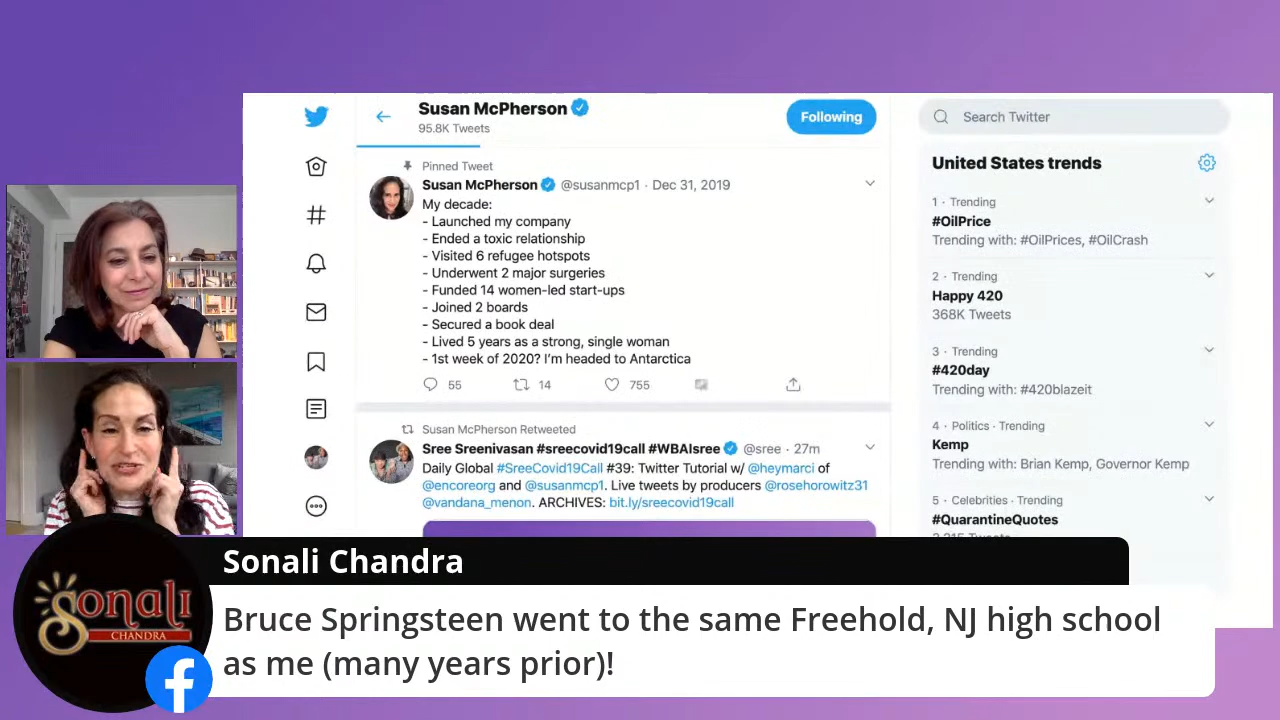 Susan McPherson
95.8K Tweets
Following
Pinned Tweet
Susan McPherson @susanmcp1 · Dec 31, 2019
My decade:
- Launched my company
- Ended a toxic relationship
- Visited 6 refugee hotspots
- Underwent 2 major surgeries
- Funded 14 women-led start-ups
- Joined 2 boards
- Secured a book deal
- Lived 5 years as a strong, single woman
- 1st week of 2020? I'm headed to Antarctica
55 14 755
Susan McPherson Retweeted
Sree Sreenivasan #sreecovid19call #WBAIsree @sree · 27m
Daily Global #SreeCovid19Call #39: Twitter Tutorial w/ @heymarci of
@encoreorg and @susanmcp1. Live tweets by producers @rosehorowitz31
@vandana_menon. ARCHIVES: bit.ly/sreecovid19call
Search Twitter
United States trends
1 · Trending
#OilPrice
Trending with: #OilPrices, #OilCrash
2 · Trending
Happy 420
368K Tweets
3 · Trending
#420day
Trending with: #420blazeit
4 · Politics · Trending
Kemp
Trending with: Brian Kemp, Governor Kemp
5 · Celebrities · Trending
#QuarantineQuotes
Sonali
CHANDRA
Sonali Chandra
Bruce Springsteen went to the same Freehold, NJ high school
as me (many years prior)!